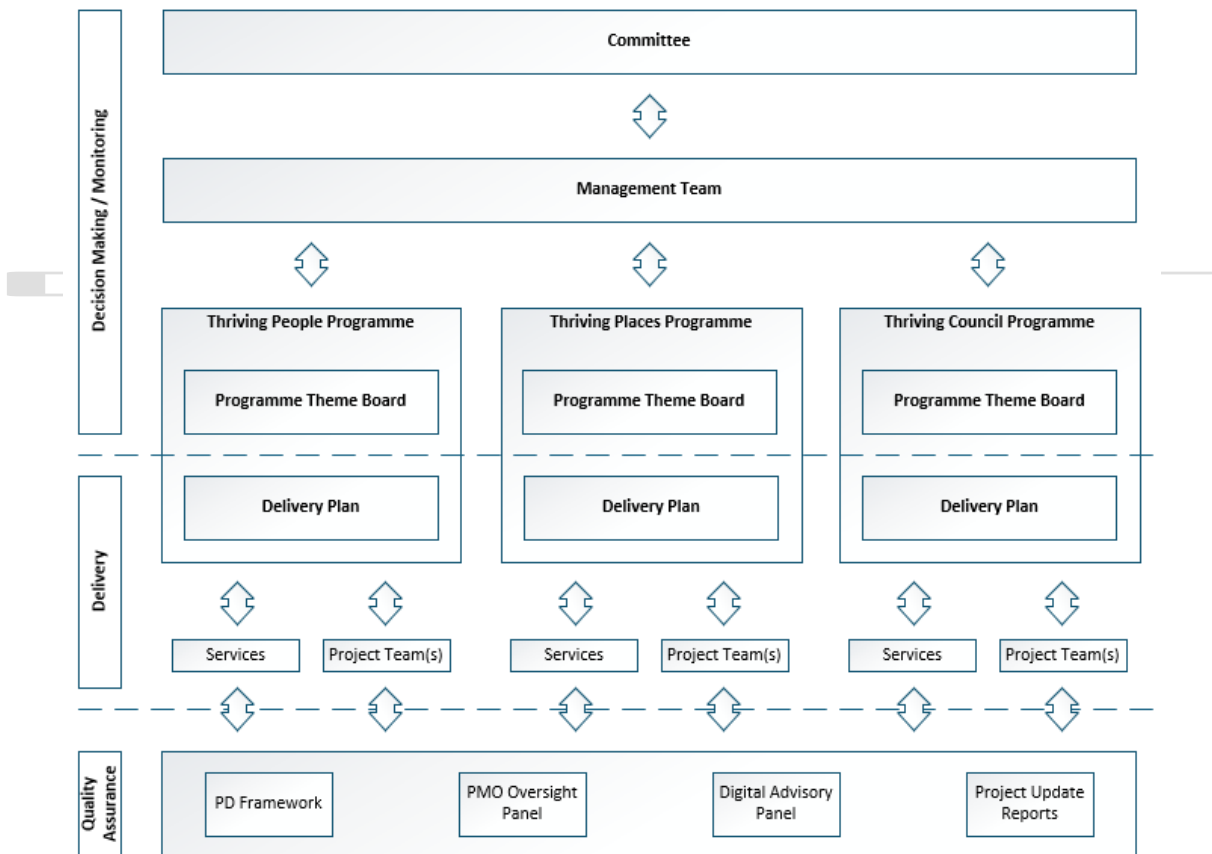 Decision Making / Monitoring
Committee
Management Team
Thriving People Programme
Thriving Places Programme
Thriving Council Programme
Programme Theme Board
Programme Theme Board
Programme Theme Board
Delivery
Delivery Plan
Delivery Plan
Delivery Plan
Services
Project Team(s)
Services
Project Team(s)
Services
Project Team(s)
Quality
Assurance
PD Framework
PMO Oversight
Panel
Digital Advisory
Panel
Project Update
Reports